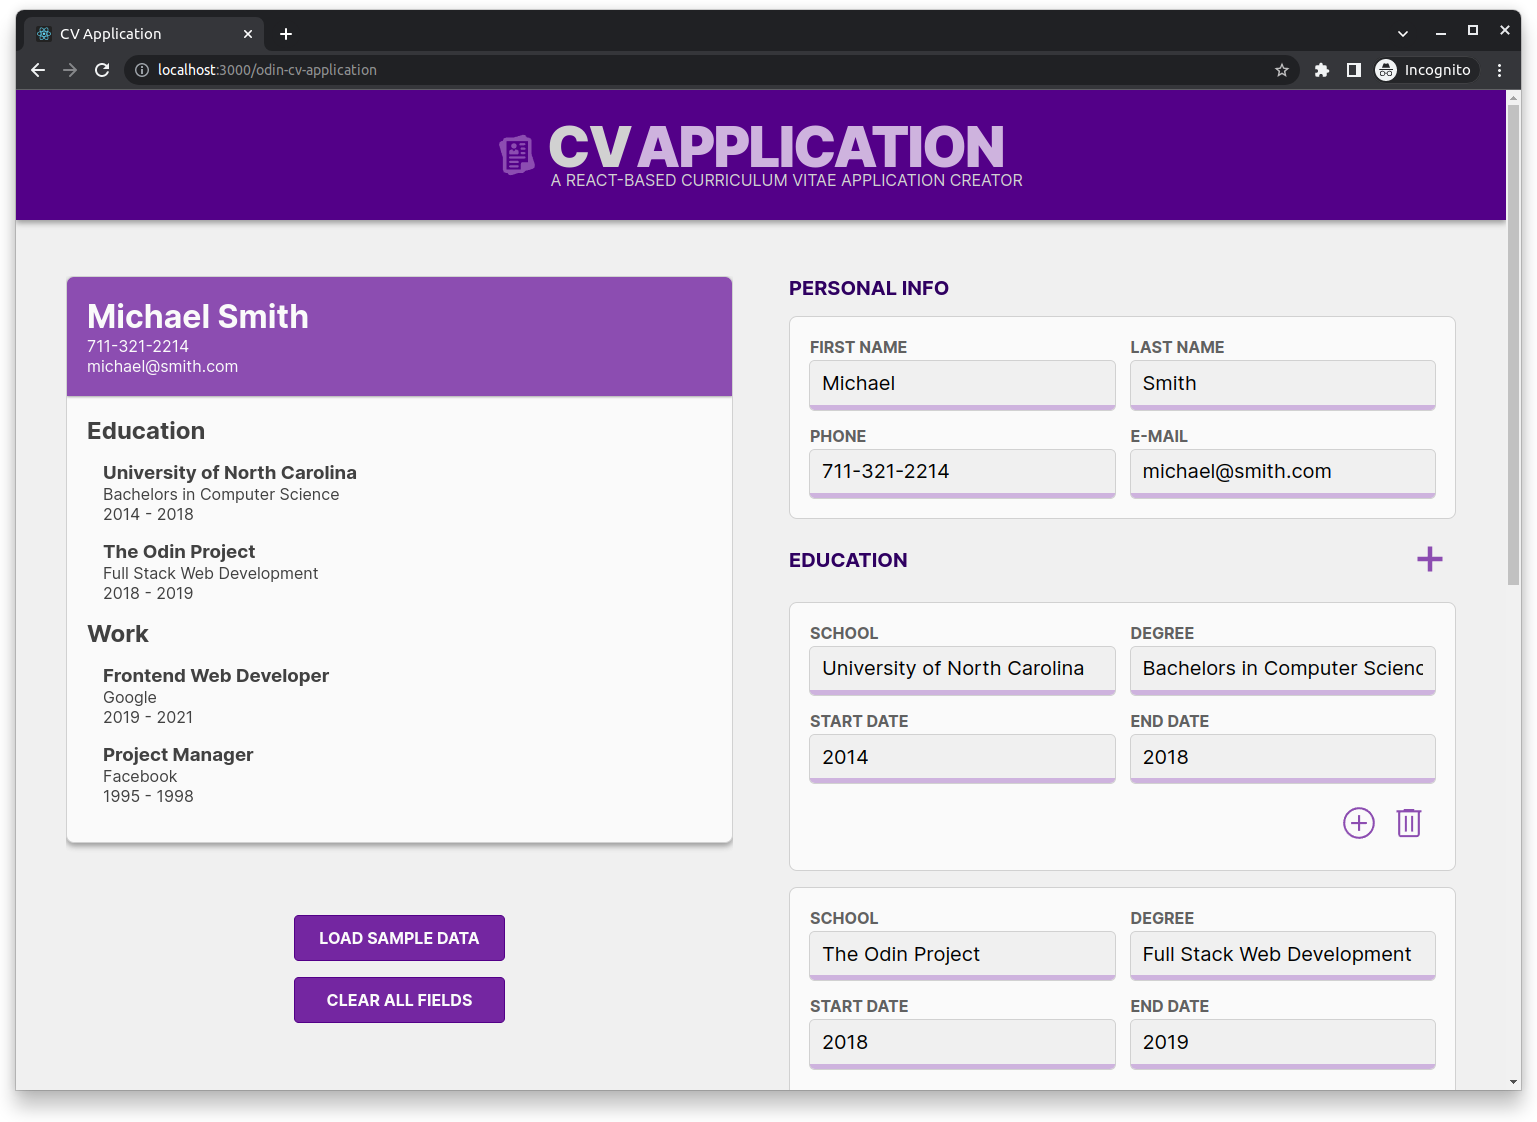 CV Application
localhost:3000/odin-cv-application
Incognito
CV APPLICATION
A REACT-BASED CURRICULUM VITAE APPLICATION CREATOR
Michael Smith
711-321-2214
michael@smith.com
Education
University of North Carolina
Bachelors in Computer Science
2014 - 2018
The Odin Project
Full Stack Web Development
2018 - 2019
Work
Frontend Web Developer
Google
2019 - 2021
Project Manager
Facebook
1995 - 1998
LOAD SAMPLE DATA
CLEAR ALL FIELDS
PERSONAL INFO
FIRST NAME
Michael
LAST NAME
Smith
PHONE
711-321-2214
E-MAIL
michael@smith.com
EDUCATION
SCHOOL
University of North Carolina
DEGREE
Bachelors in Computer Scienc
START DATE
2014
END DATE
2018
SCHOOL
The Odin Project
DEGREE
Full Stack Web Development
START DATE
2018
END DATE
2019